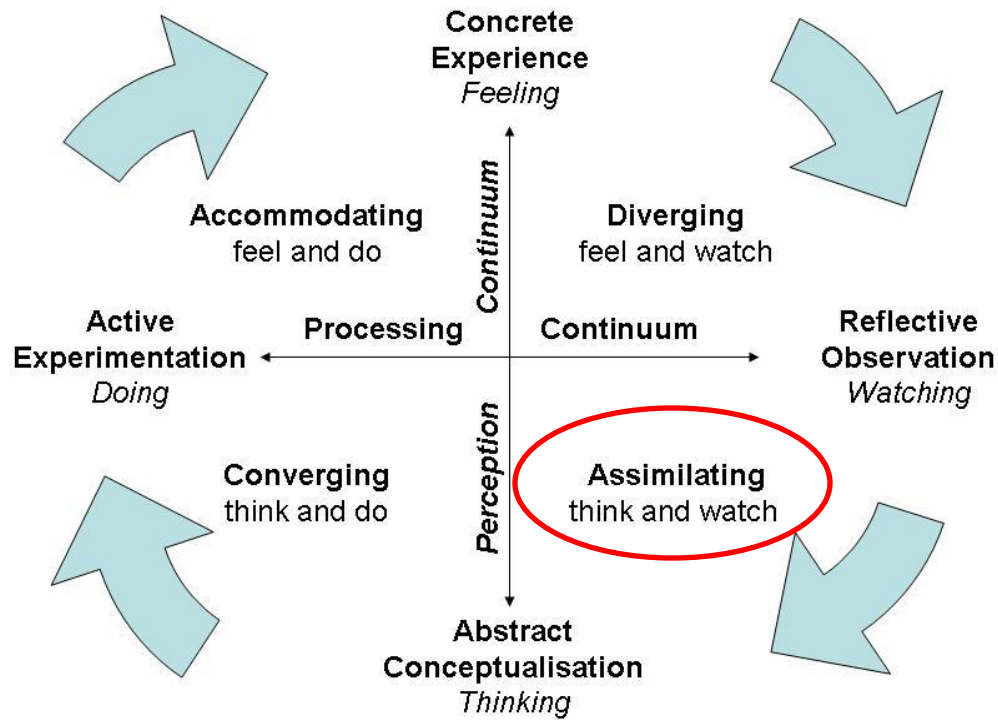 Concrete
Experience
Feeling
Accommodating
feel and do
Continuum
Diverging
feel and watch
Active
Experimentation
Doing
Processing
Continuum
Reflective
Observation
Watching
Converging
think and do
Perception
Assimilating
think and watch
Abstract
Conceptualisation
Thinking